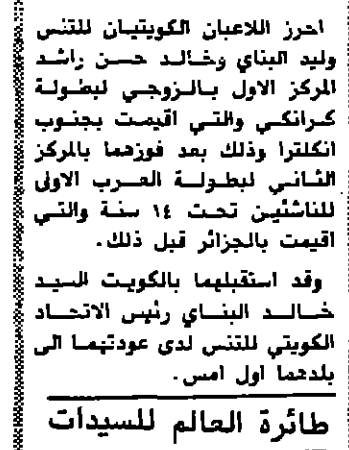 احرز اللاعبان الكويتيان للتنس
وليد البناي وخالد حسن راشد
المركز الاول بالزوجي لبطولة
كرانكي والتي اقيمت بجنوب
انكلترا وذلك بعد فوزهما بالمركز
الثاني لبطولة العرب الاولى
للناشئين تحت ١٤ سنة والتي
اقيمت بالجزائر قبل ذلك.
وقد استقبلهما بالكويت السيد
خالد البناي رئيس الاتحاد
الكويتي للتنس لدى عودتهما الى
بلدهما اول امس.
طائرة العالم للسيدات